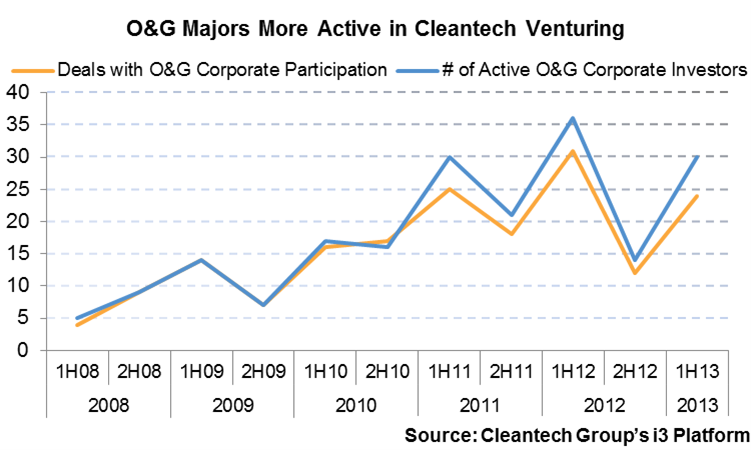 O&G Majors More Active in Cleantech Venturing
Deals with O&G Corporate Participation # of Active O&G Corporate Investors
40
35
30
25
20
15
10
5
0
1H08 2H08 1H09 2H09 1H10 2H10 1H11 2H11 1H12 2H12 1H13
2008 2009 2010 2011 2012 2013
Source: Cleantech Group's i3 Platform